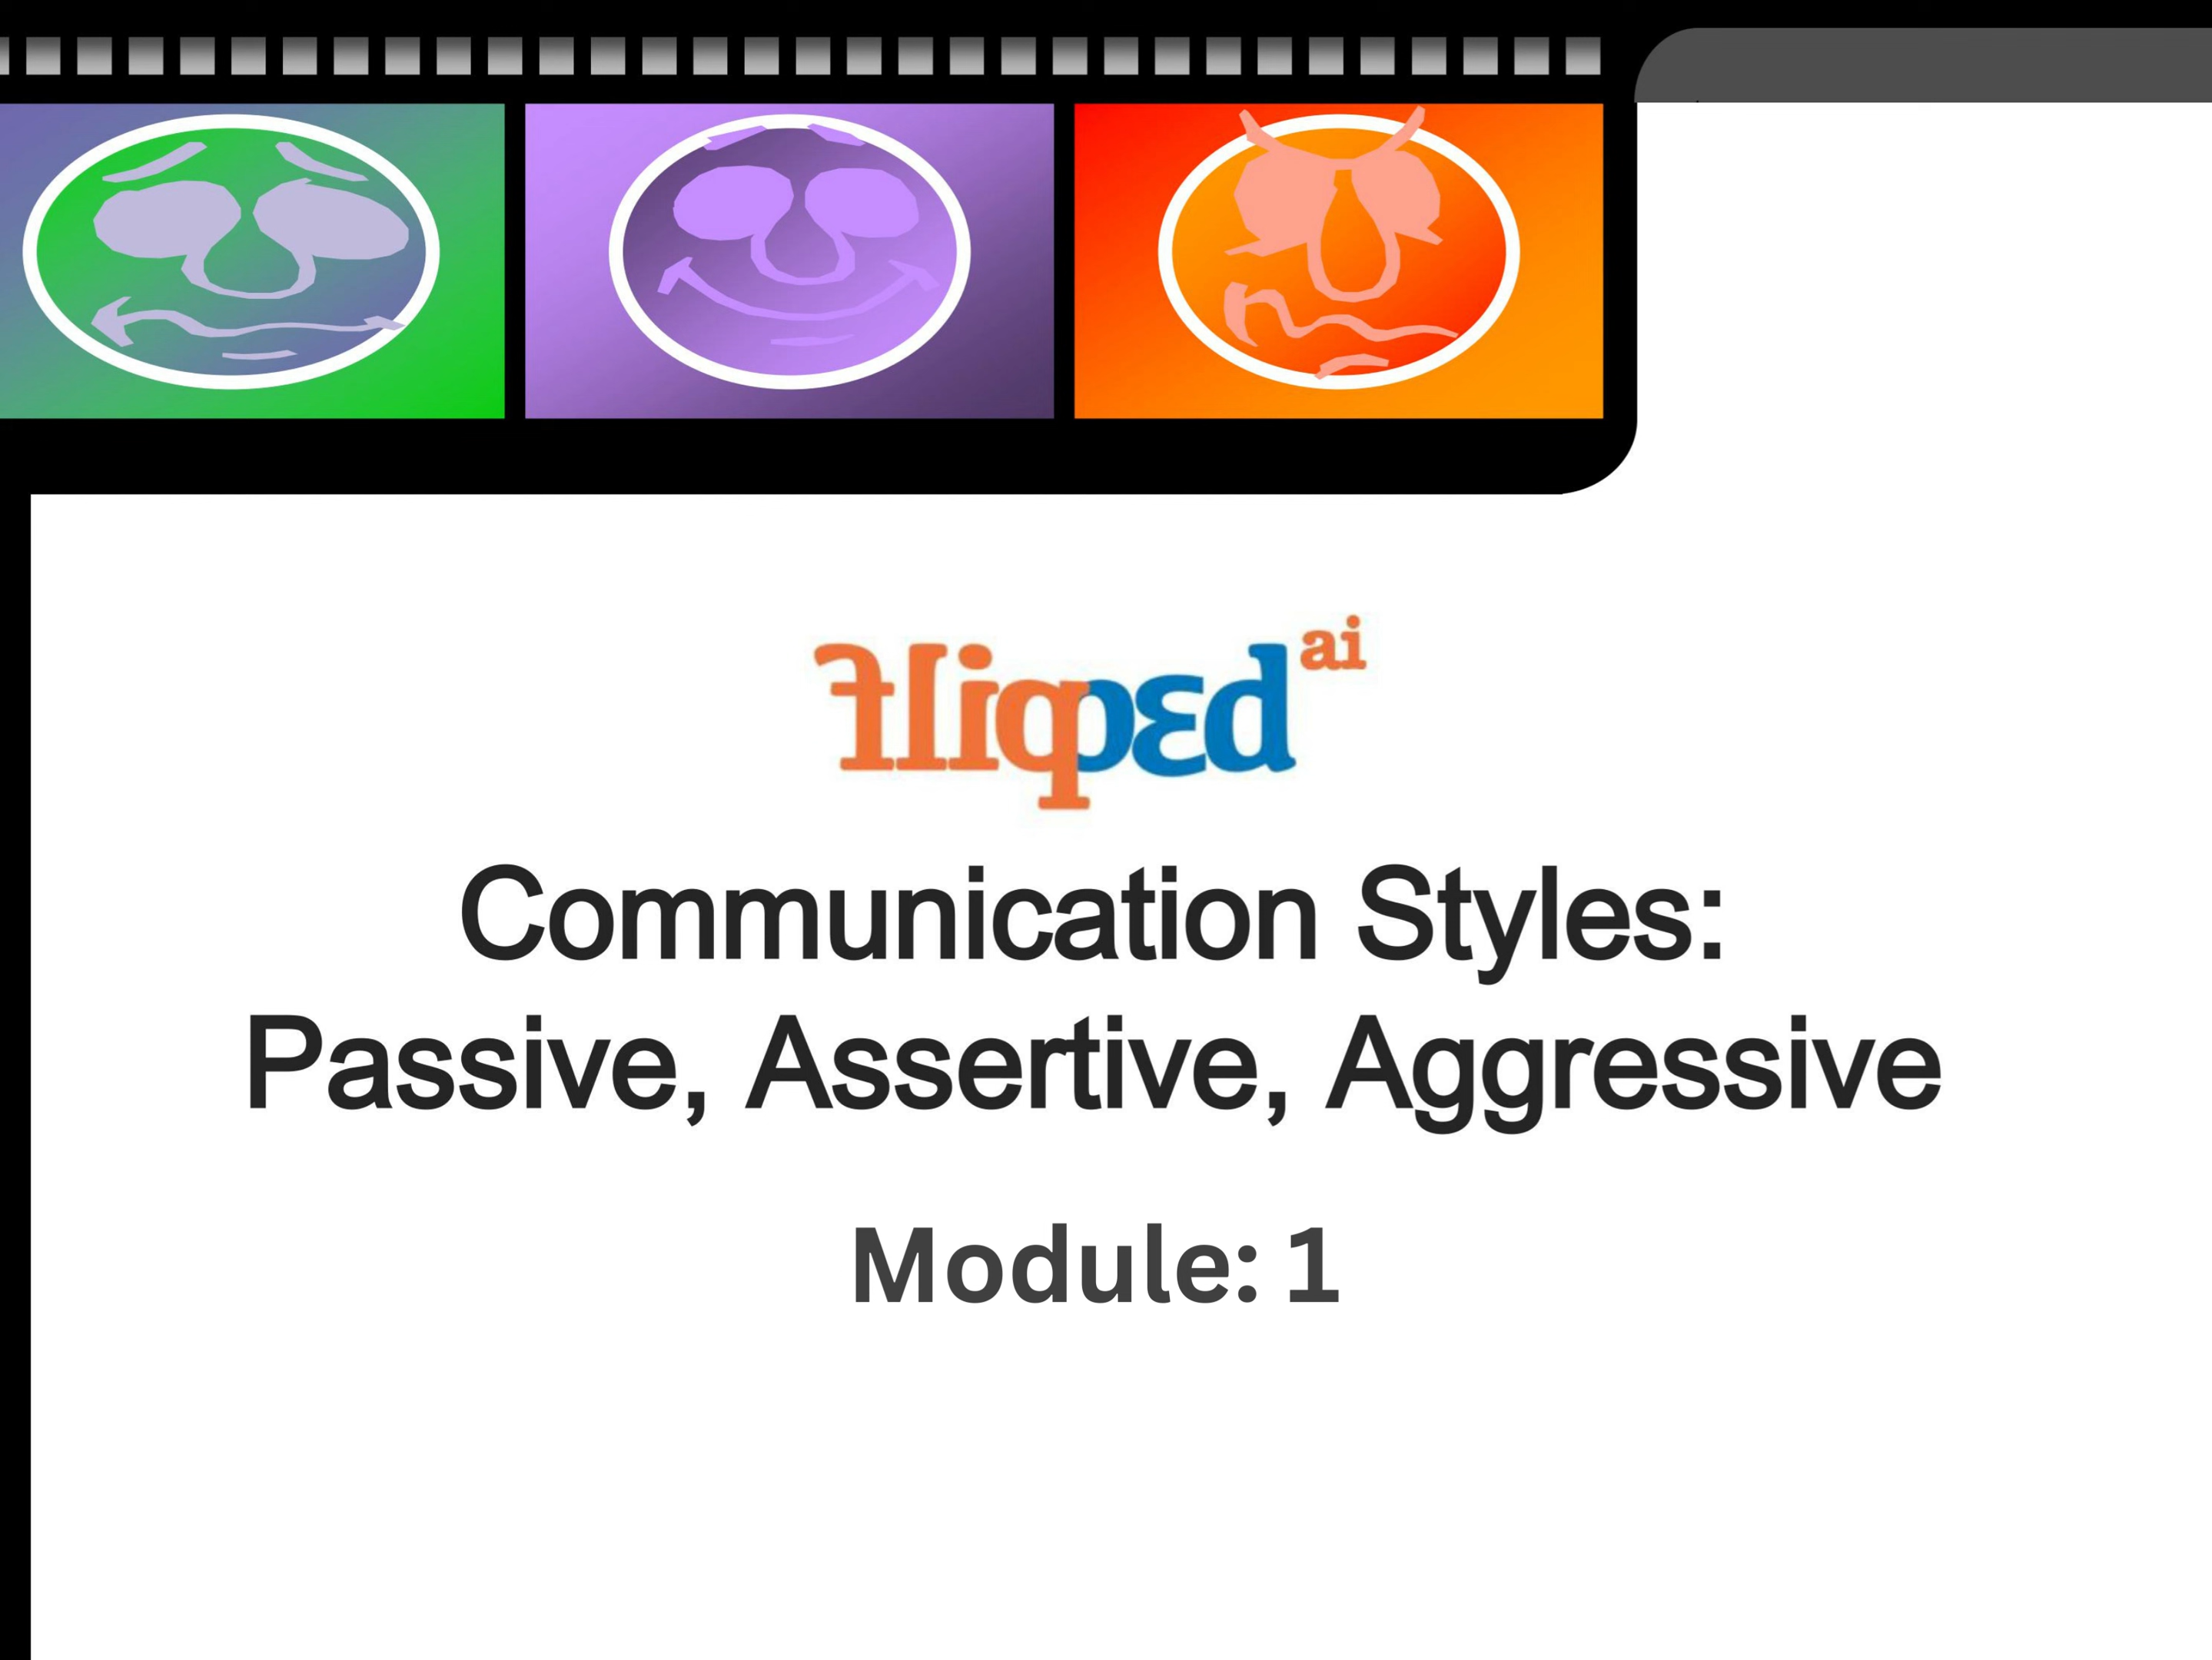 flipped ai
Communication Styles:
Passive, Assertive, Aggressive
Module: 1